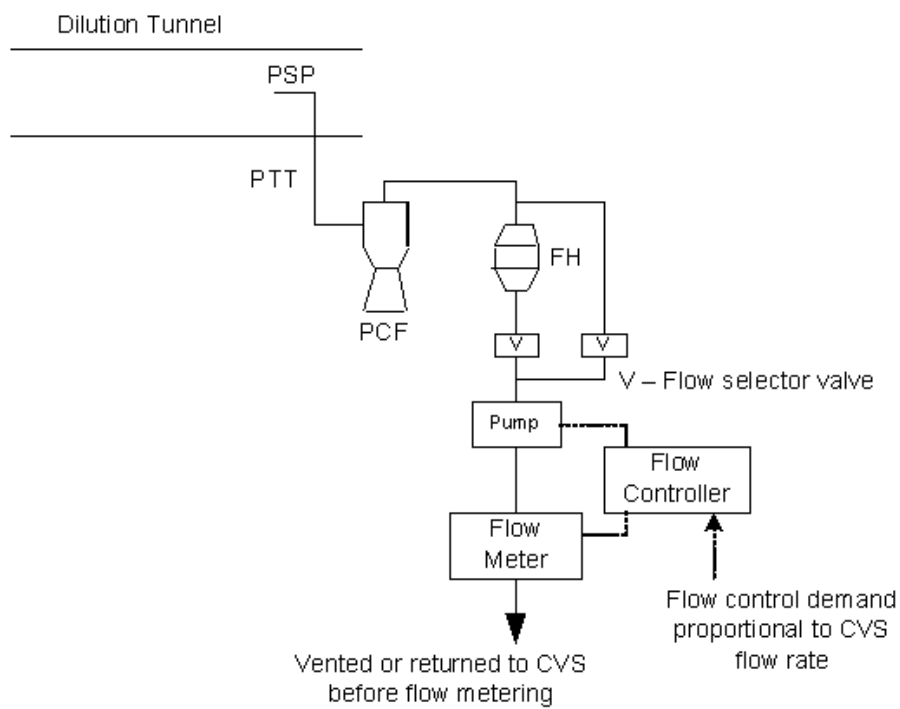 Dilution Tunnel
PSP
PTT
PCF
FH
V
V
V – Flow selector valve
Pump
Flow
Controller
Flow
Meter
Flow control demand
proportional to CVS
flow rate
Vented or returned to CVS
before flow metering